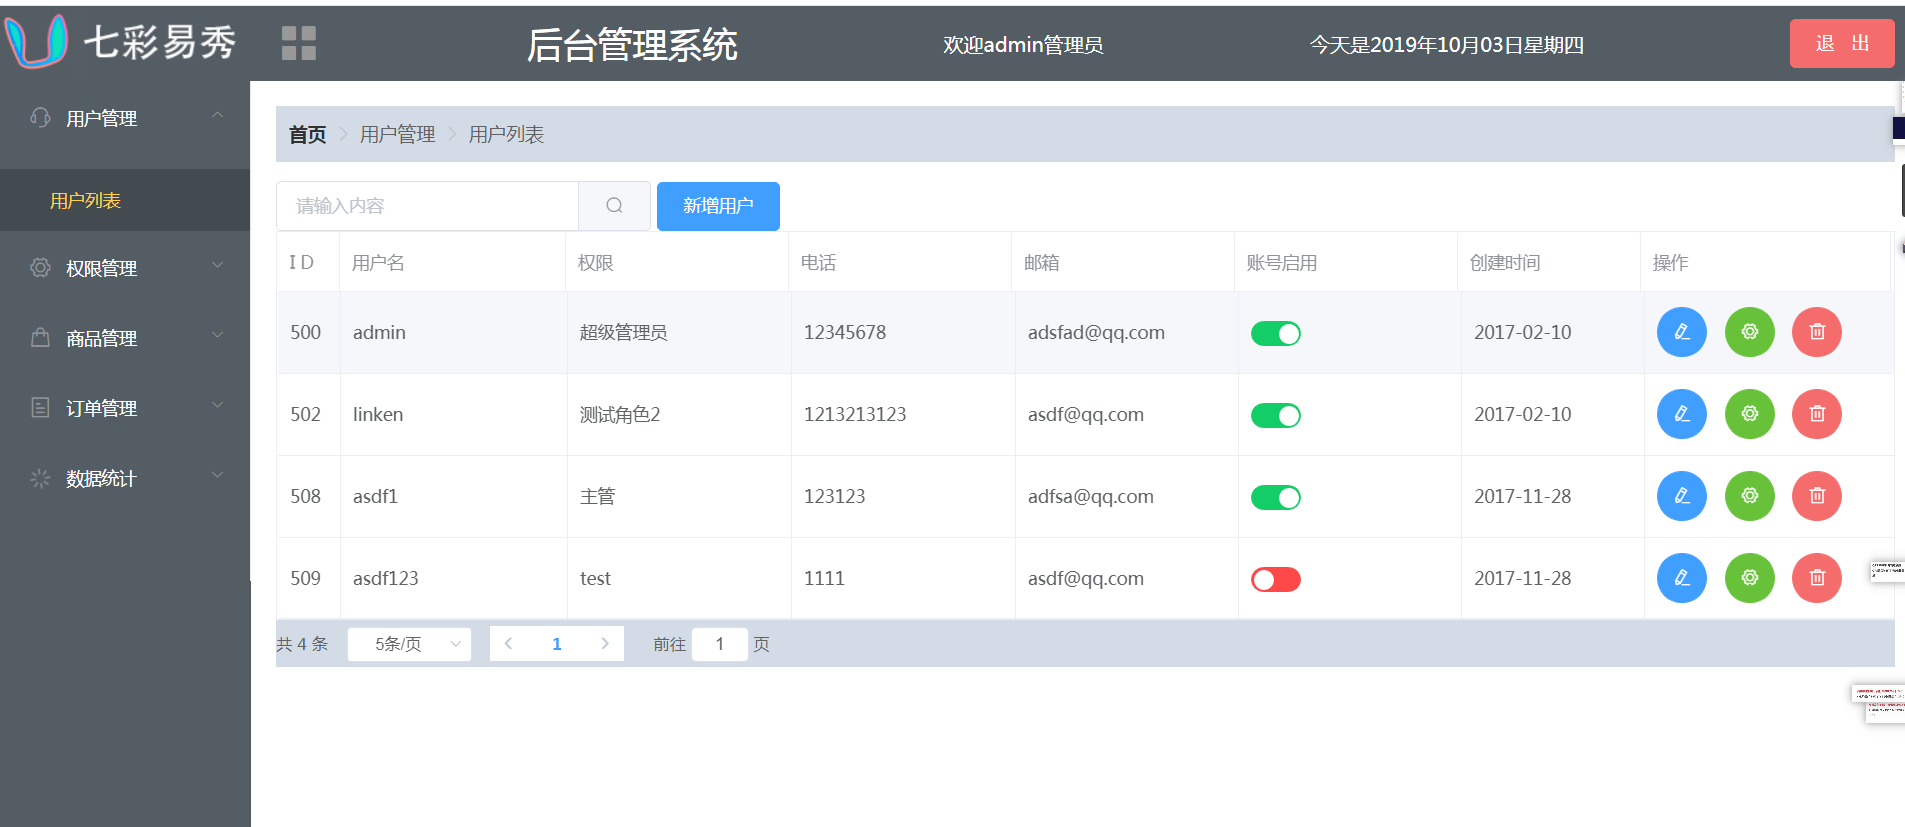 七彩易秀
后台管理系统
欢迎admin管理员
今天是2019年10月03日星期四
退 出
用户管理
用户列表
权限管理
商品管理
订单管理
数据统计
首页 用户管理 用户列表
请输入内容 新增用户
I D 用户名 权限 电话 邮箱 账号启用 创建时间 操作
500 admin 超级管理员 12345678 adsfad@qq.com 2017-02-10
502 linken 测试角色2 1213213123 asdf@qq.com 2017-02-10
508 asdf1 主管 123123 adfsa@qq.com 2017-11-28
509 asdf123 test 1111 asdf@qq.com 2017-11-28
共 4 条 5条/页 1 前往 1 页